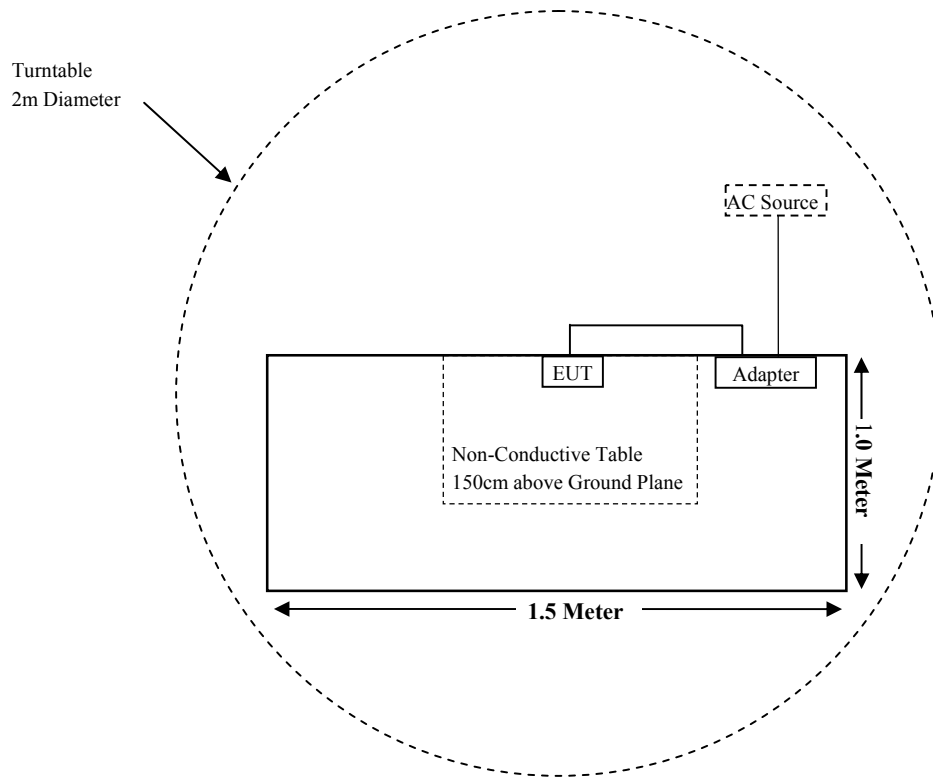 Turntable
2m Diameter
AC Source
EUT
Adapter
Non-Conductive Table
150cm above Ground Plane
1.0 Meter
1.5 Meter